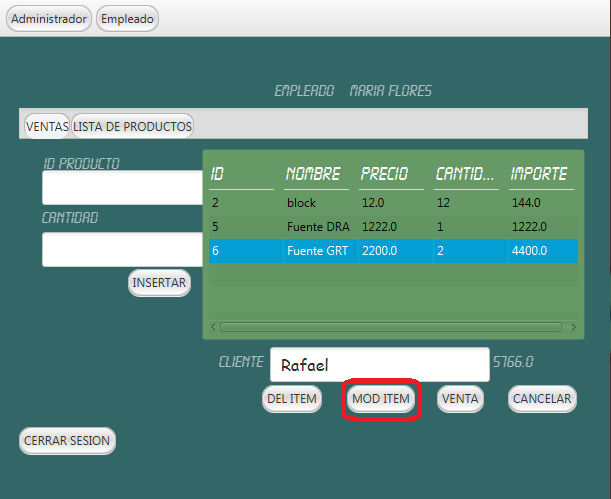 Administrador Empleado
EMPLEADO MARIA FLORES
VENTAS LISTA DE PRODUCTOS
ID PRODUCTO
CANTIDAD
INSERTAR
ID NOMBRE PRECIO CANTID... IMPORTE
2 block 12.0 12 144.0
5 Fuente DRA 1222.0 1 1222.0
6 Fuente GRT 2200.0 2 4400.0
CLIENTE Rafael 5766.0
DEL ITEM MOD ITEM VENTA CANCELAR
CERRAR SESION